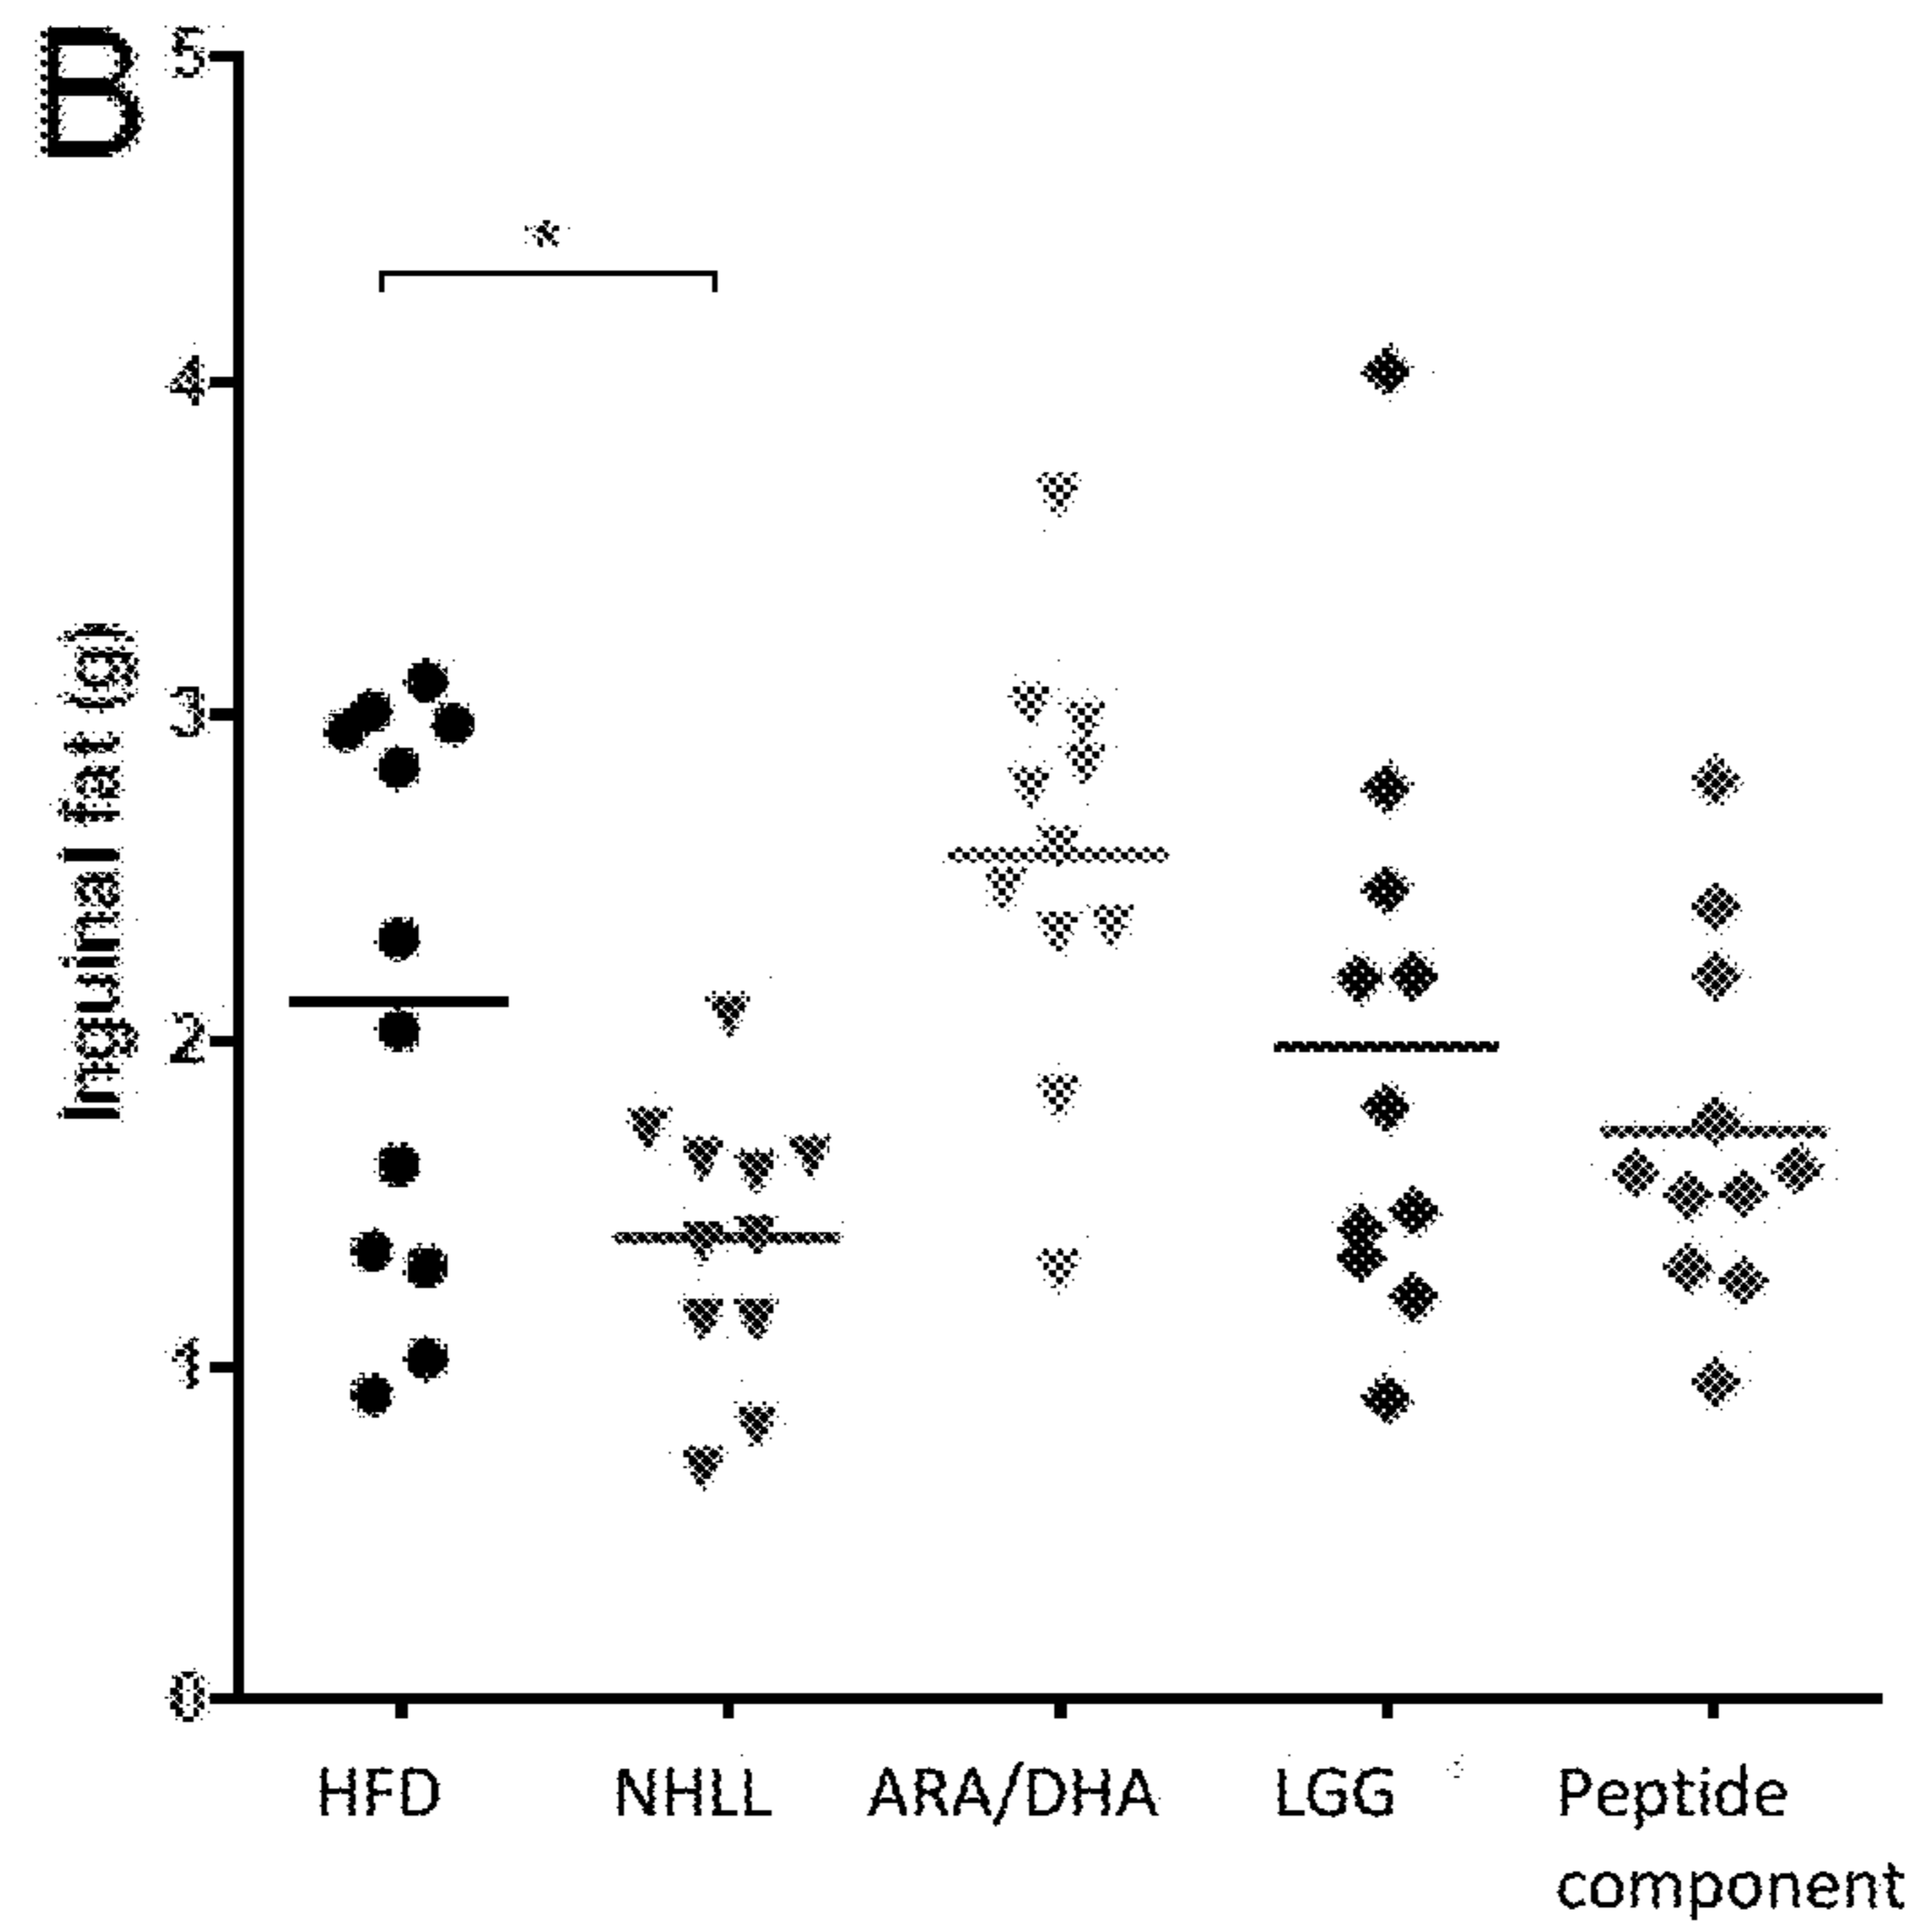 B
5
*
4
3
2
1
0
Inguinal fat (g)
HFD NHLL ARA/DHA LGG Peptide
component